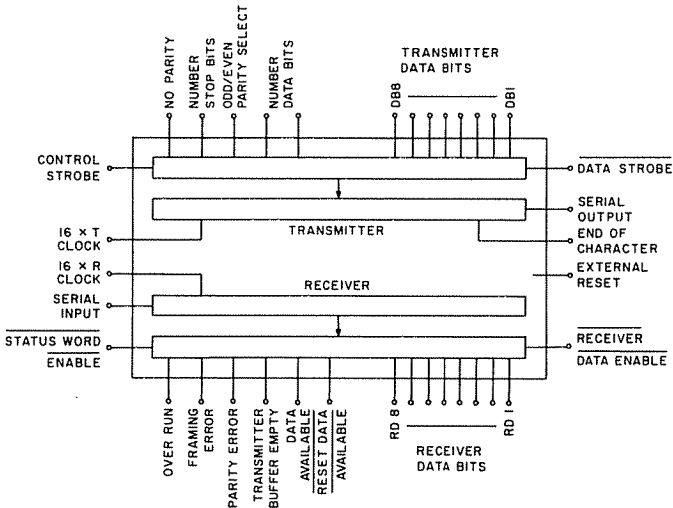 NO PARITY
NUMBER
STOP BITS
ODD/EVEN
PARITY SELECT
NUMBER
DATA BITS
TRANSMITTER
DATA BITS
DB8
DB1
CONTROL
STROBE
DATA STROBE
SERIAL
OUTPUT
TRANSMITTER
16 × T
CLOCK
END OF
CHARACTER
16 × R
CLOCK
RECEIVER
EXTERNAL
RESET
SERIAL
INPUT
STATUS WORD
ENABLE
RECEIVER
DATA ENABLE
OVER RUN
FRAMING
ERROR
PARITY ERROR
TRANSMITTER
BUFFER EMPTY
DATA
AVAILABLE
RESET DATA
AVAILABLE
RD 8
RD 1
RECEIVER
DATA BITS